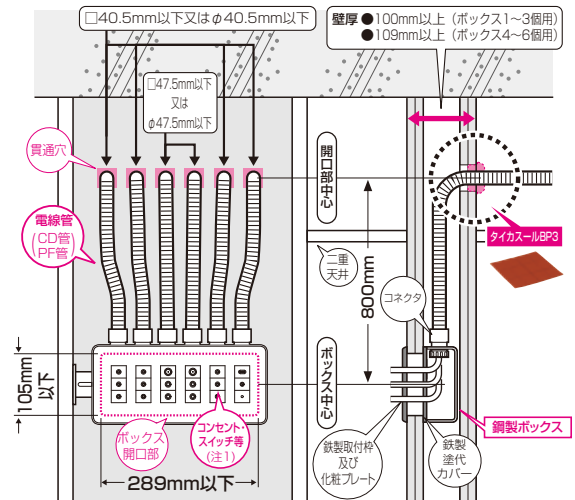 □40.5mm以下又はφ40.5mm以下
壁厚 ●100mm以上（ボックス1〜3個用）
●109mm以上（ボックス4〜6個用）
□47.5mm以下
又は
φ47.5mm以下
貫通穴
開口部中心
電線管
(CD管
PF管)
タイカスールBP3
二重
天井
800mm
コネクタ
ボックス中心
105mm
以下
ボックス
開口部
コンセント・
スイッチ等
(注1)
289mm以下
鉄製取付枠
及び
化粧プレート
鉄製
塗代
カバー
鋼製ボックス